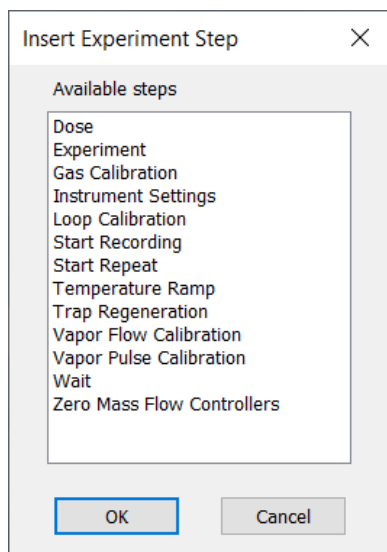 Insert Experiment Step
Available steps
Dose
Experiment
Gas Calibration
Instrument Settings
Loop Calibration
Start Recording
Start Repeat
Temperature Ramp
Trap Regeneration
Vapor Flow Calibration
Vapor Pulse Calibration
Wait
Zero Mass Flow Controllers
OK
Cancel